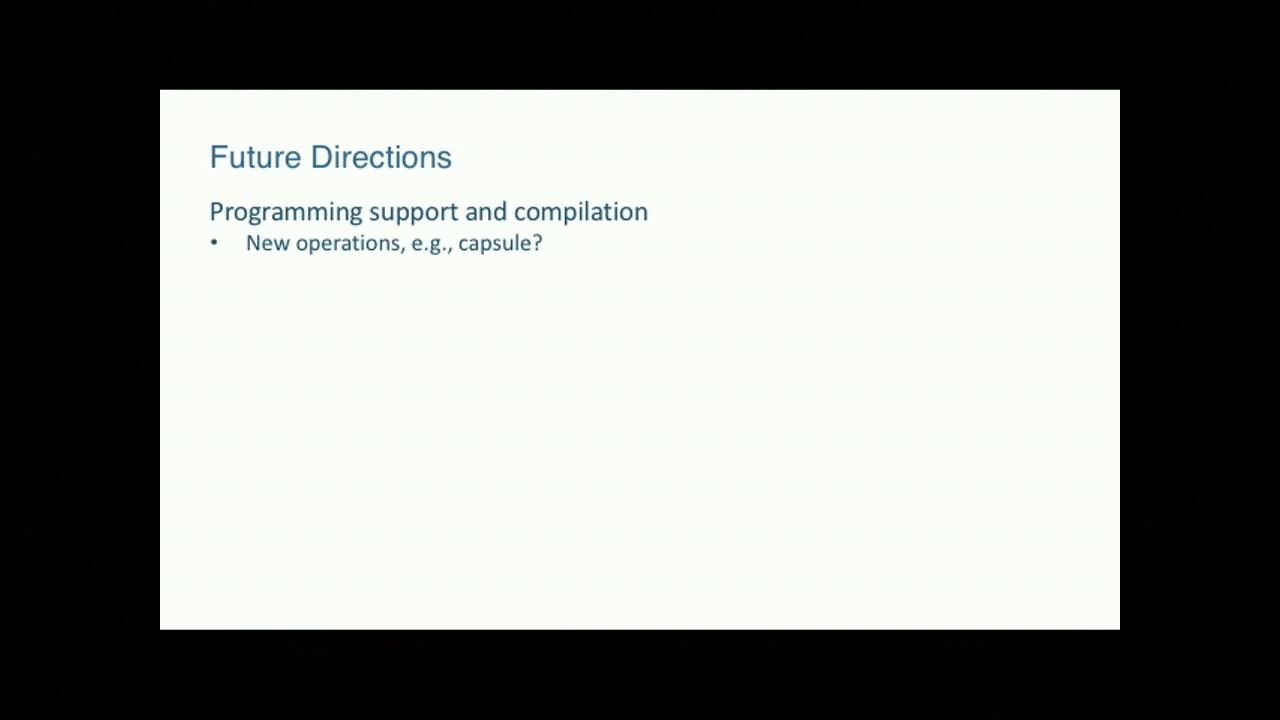 Future Directions
Programming support and compilation
• New operations, e.g., capsule?